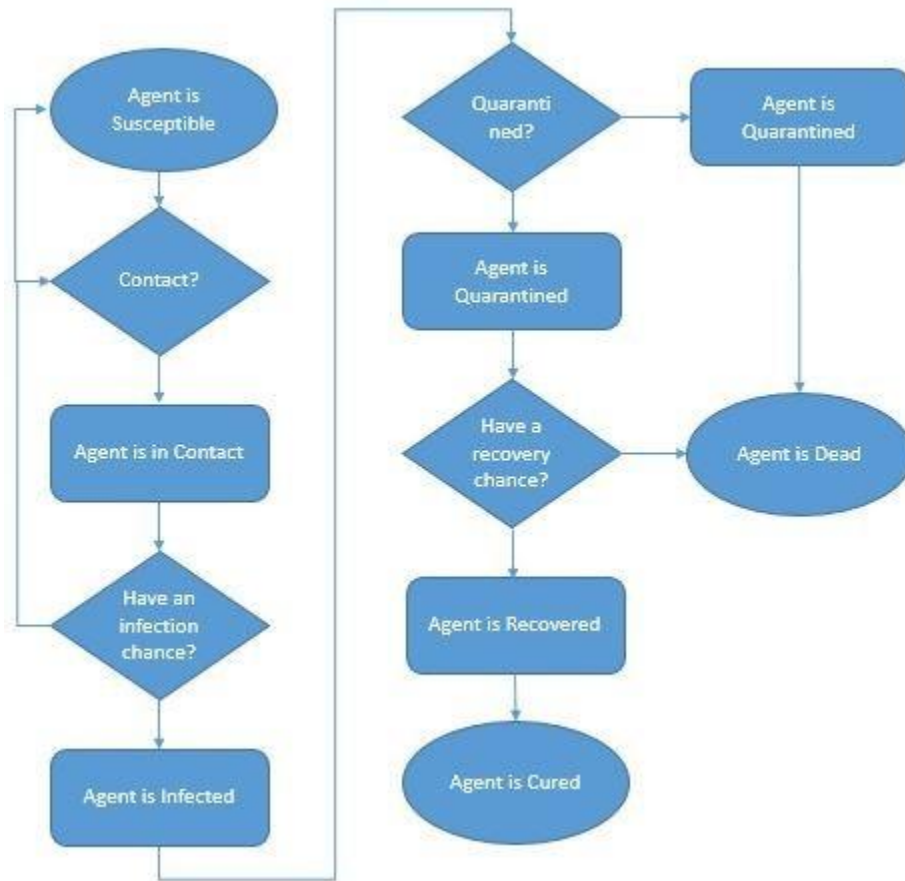 Agent is
Susceptible
Contact?
Agent is in Contact
Have an
infection
chance?
Agent is Infected
Quaranti
ned?
Agent is
Quarantined
Agent is
Quarantined
Have a
recovery
chance?
Agent is Dead
Agent is Recovered
Agent is Cured